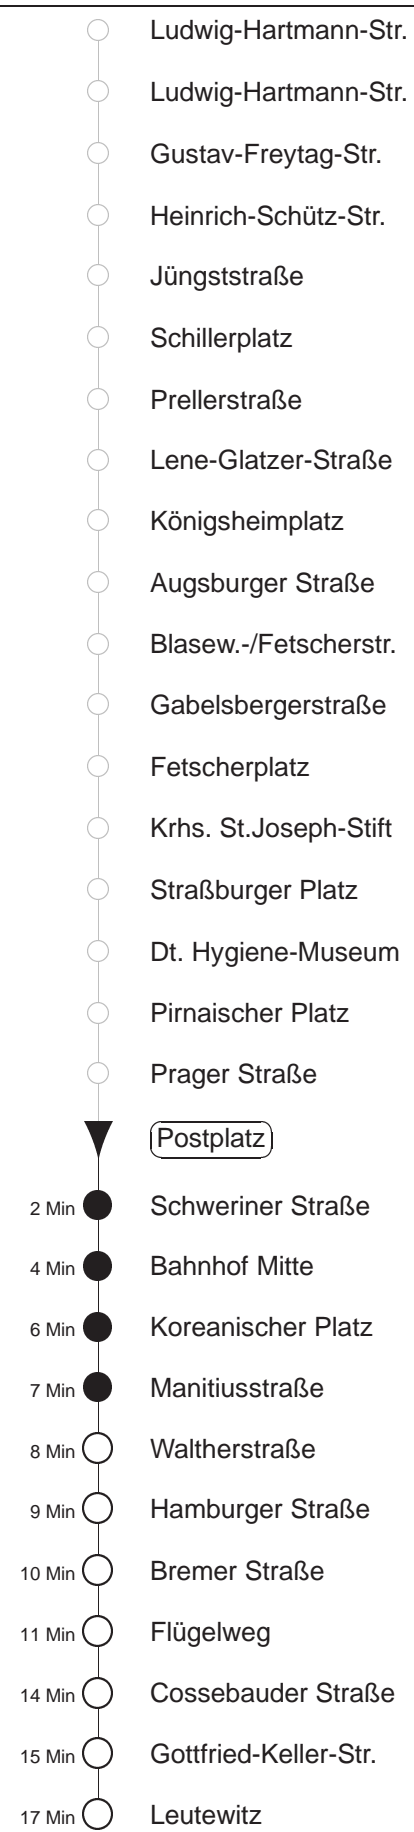 Ludwig-Hartmann-Str.
Ludwig-Hartmann-Str.
Gustav-Freytag-Str.
Heinrich-Schütz-Str.
Jüngststraße
Schillerplatz
Prellerstraße
Lene-Glatzer-Straße
Königsheimplatz
Augsburger Straße
Blasew.-/Fetscherstr.
Gabelsbergerstraße
Fetscherplatz
Krhs. St.Joseph-Stift
Straßburger Platz
Dt. Hygiene-Museum
Pirnaischer Platz
Prager Straße
Postplatz
2 Min Schweriner Straße
4 Min Bahnhof Mitte
6 Min Koreanischer Platz
7 Min Manitiusstraße
8 Min Waltherstraße
9 Min Hamburger Straße
10 Min Bremer Straße
11 Min Flügelweg
14 Min Cossebauder Straße
15 Min Gottfried-Keller-Str.
17 Min Leutewitz